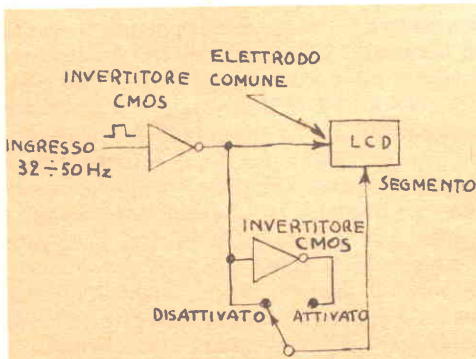 ELETTRODO
COMUNE
INVERTITORE
CMOS
INGRESSO
32÷50 Hz
LCD
SEGMENTO
INVERTITORE
CMOS
DISATTIVATO
ATTIVATO